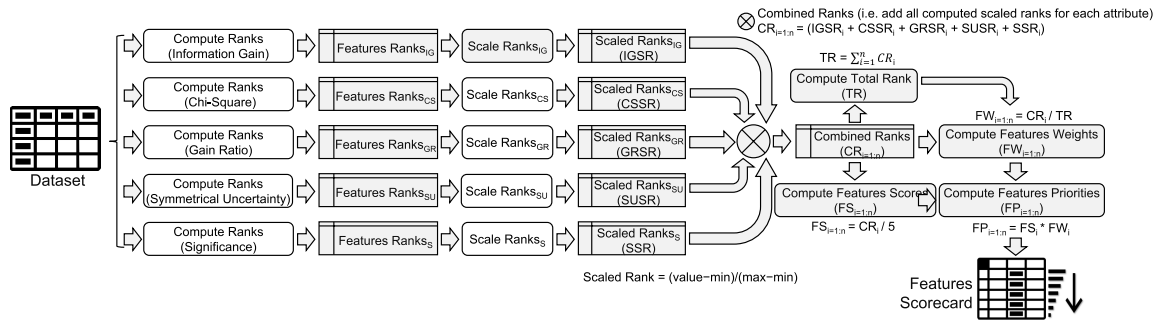 Combined Ranks (i.e. add all computed scaled ranks for each attribute)
CRi=1:n = (IGSRi + CSSRi + GRSRi + SUSRi + SSRi)
Dataset
Compute Ranks
(Information Gain)
Features RanksIG
Scale RanksIG
Scaled RanksIG
(IGSR)
Compute Ranks
(Chi-Square)
Features RanksCS
Scale RanksCS
Scaled RanksCS
(CSSR)
Compute Ranks
(Gain Ratio)
Features RanksGR
Scale RanksGR
Scaled RanksGR
(GRSR)
Compute Ranks
(Symmetrical Uncertainty)
Features RanksSU
Scale RanksSU
Scaled RanksSU
(SUSR)
Compute Ranks
(Significance)
Features RanksS
Scale RanksS
Scaled RanksS
(SSR)
Scaled Rank = (value−min)/(max−min)
TR = ∑ni=1 CRi
Compute Total Rank
(TR)
Combined Ranks
(CRi=1:n)
FWi=1:n = CRi / TR
Compute Features Weights
(FWi=1:n)
Compute Features Scores
(FSi=1:n)
FSi=1:n = CRi / 5
Compute Features Priorities
(FPi=1:n)
FPi=1:n = FSi * FWi
Features
Scorecard